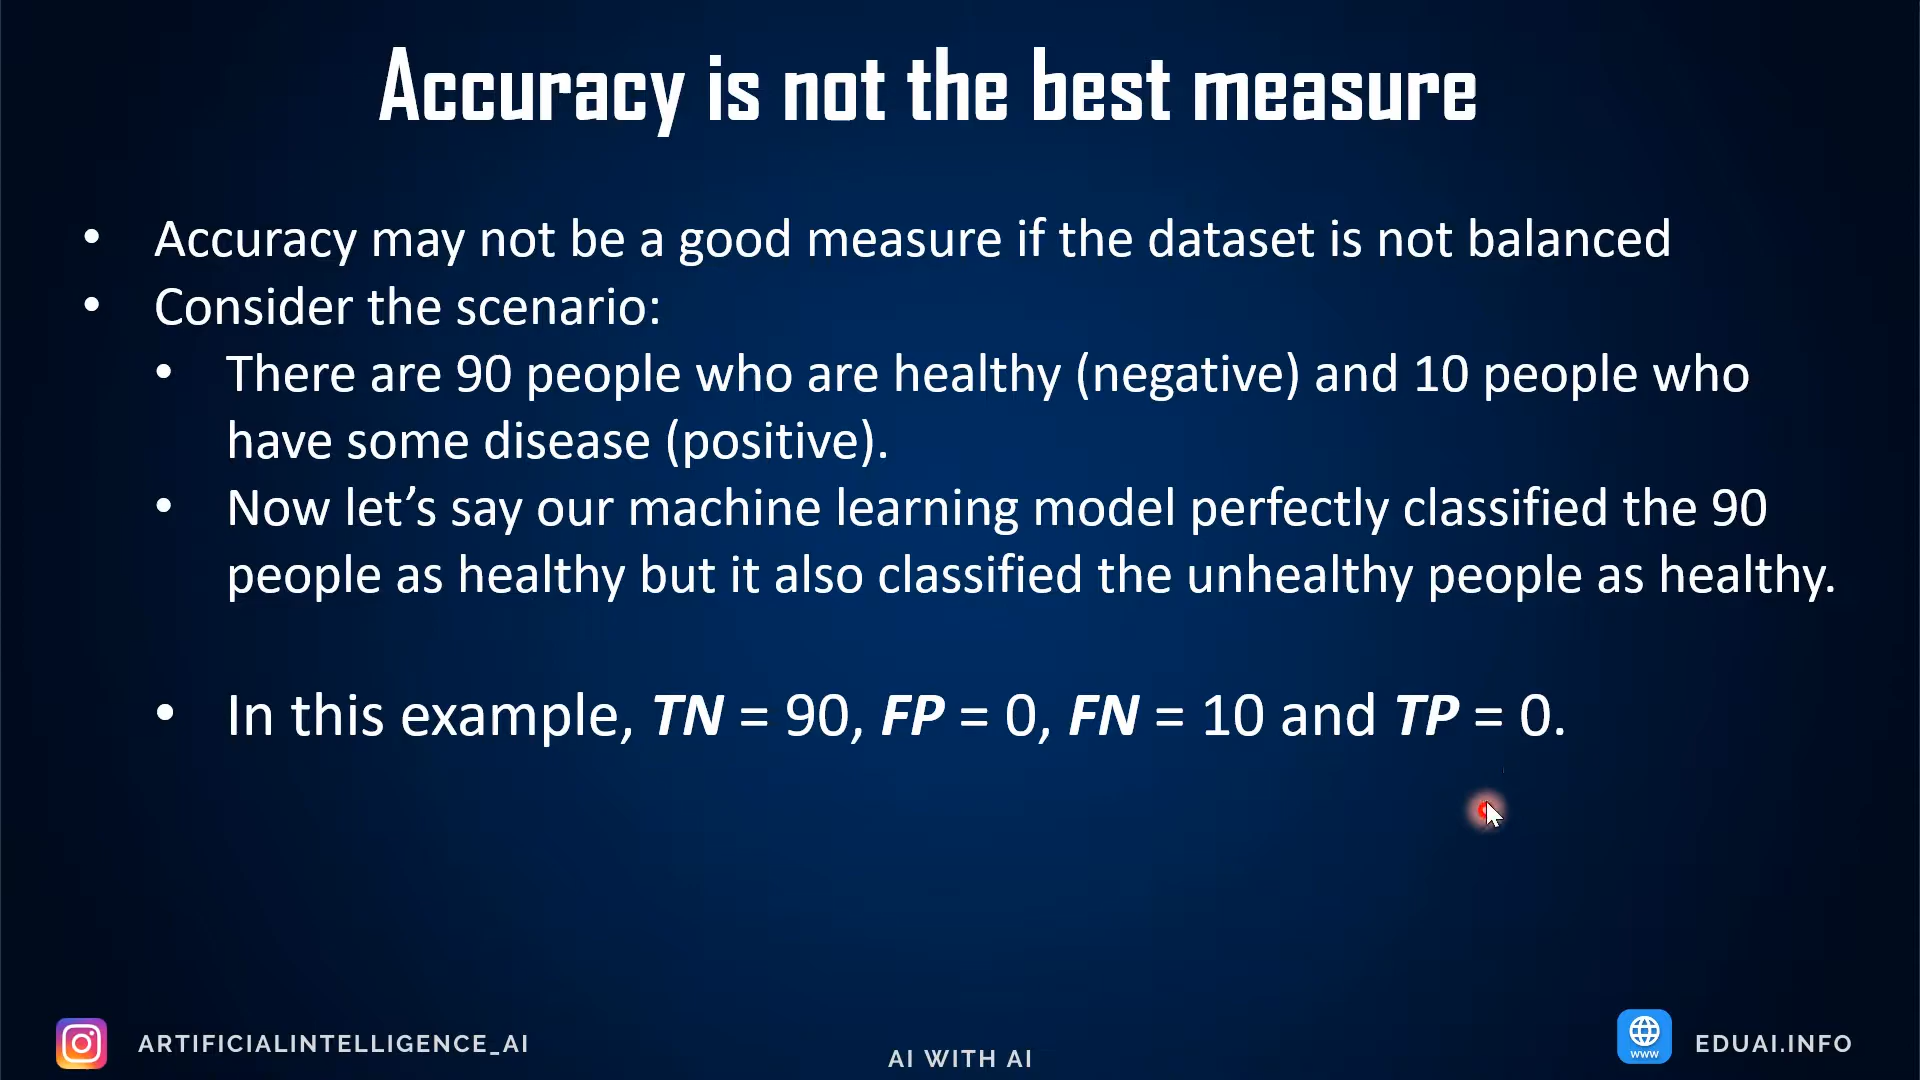 Accuracy is not the best measure
• Accuracy may not be a good measure if the dataset is not balanced
• Consider the scenario:
• There are 90 people who are healthy (negative) and 10 people who
have some disease (positive).
• Now let’s say our machine learning model perfectly classified the 90
people as healthy but it also classified the unhealthy people as healthy.
• In this example, TN = 90, FP = 0, FN = 10 and TP = 0.
ARTIFICIALINTELLIGENCE_AI
AI WITH AI
www
EDUAI.INFO